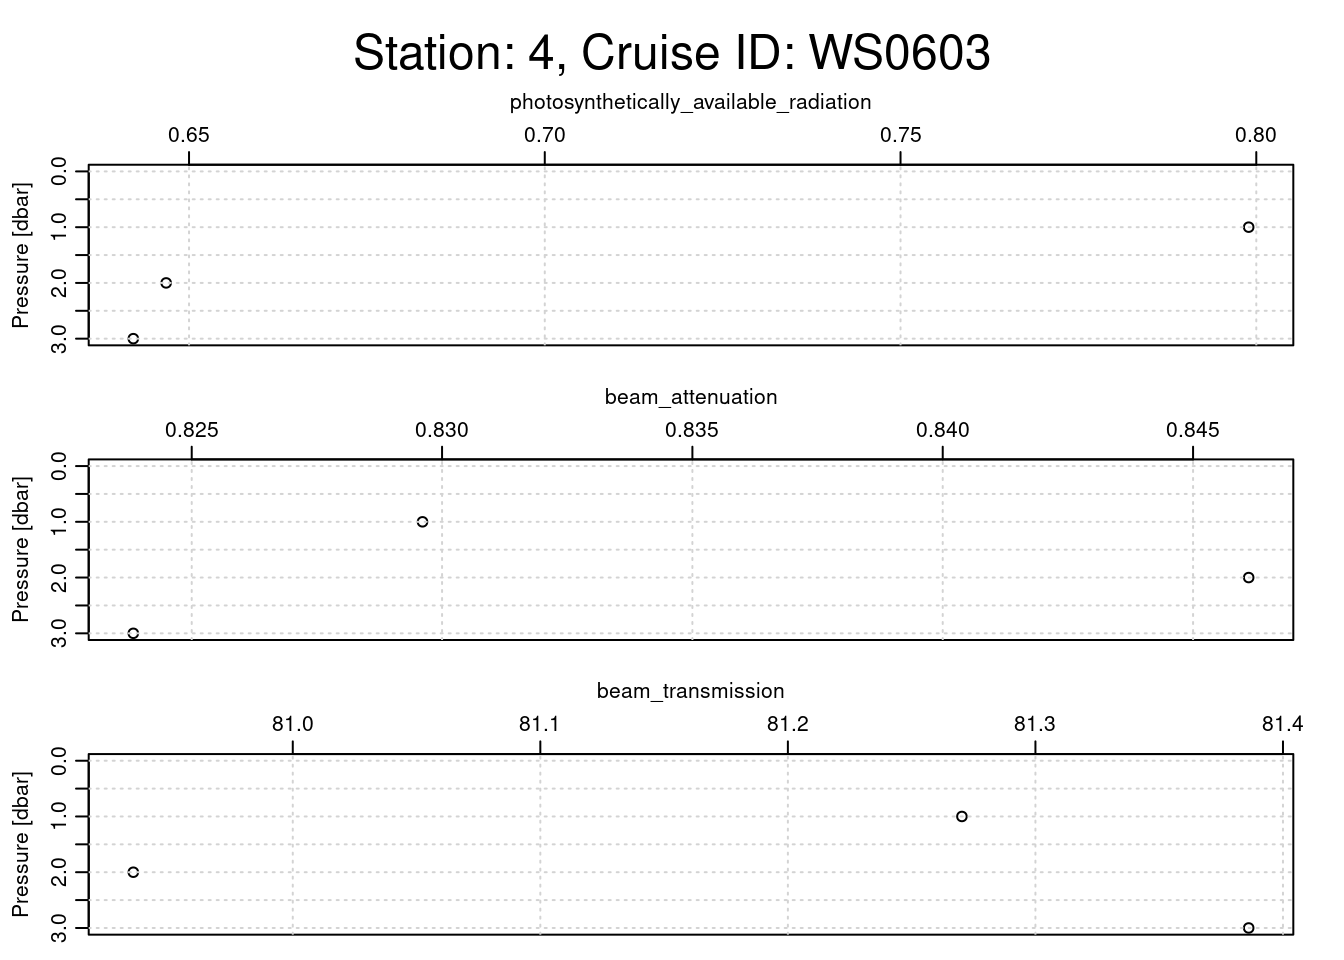 Station: 4, Cruise ID: WS0603
photosynthetically_available_radiation
0.65 0.70 0.75 0.80
Pressure [dbar]
0.0
1.0
2.0
3.0
beam_attenuation
0.825 0.830 0.835 0.840 0.845
Pressure [dbar]
0.0
1.0
2.0
3.0
beam_transmission
81.0 81.1 81.2 81.3 81.4
Pressure [dbar]
0.0
1.0
2.0
3.0